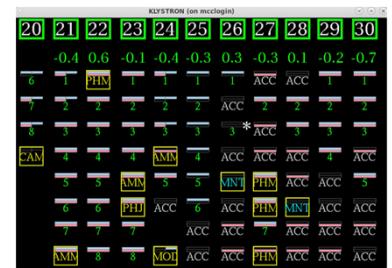 KLYSTRON (on mcclogin)
20 21 22 23 24 25 26 27 28 29 30
-0.4 0.6 -0.1 -0.4 -0.3 0.3 -0.3 0.1 -0.2 -0.7
6 1 PHM 1 1 1 1 ACC ACC 1 1
7 2 2 2 2 2 ACC 2 2 2 2
8 3 3 3 3 3 3 *ACC 3 3 3
CAM 4 4 4 AMM 4 ACC ACC ACC 4 ACC
5 5 AMM 5 5 MNT PHM ACC ACC 5
6 6 PHJ ACC 6 ACC PHM MNT ACC ACC
7 7 7 ACC ACC ACC ACC ACC ACC
AMM 8 8 MOD ACC ACC PHM ACC ACC ACC